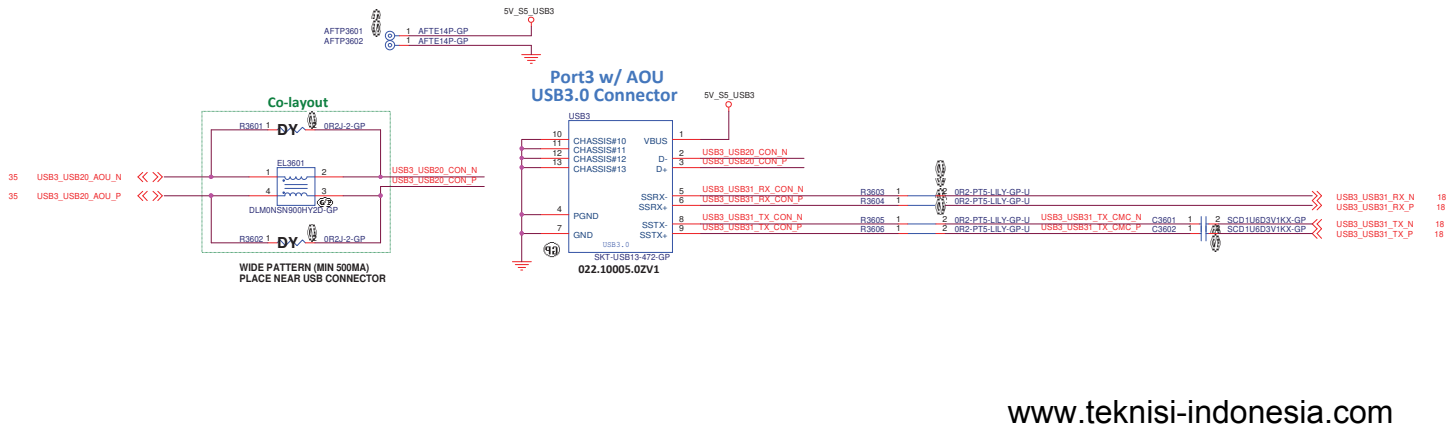 5V_S5_USB3
AFTP3601 1 AFTE14P-GP
AFTP3602 1 AFTE14P-GP
Port3 w/ AOU
USB3.0 Connector
Co-layout
5V_S5_USB3
R3601 1 DY 2 0R2J-2-GP
EL3601
1 2
4 3
DLM0NSN900HY2D-GP
35 USB3_USB20_AOU_N
35 USB3_USB20_AOU_P
USB3_USB20_CON_N
USB3_USB20_CON_P
R3602 1 DY 2 0R2J-2-GP
WIDE PATTERN (MIN 500MA)
PLACE NEAR USB CONNECTOR
USB3
10 CHASSIS#10 VBUS 1
11 CHASSIS#11
12 CHASSIS#12 D- 2 USB3_USB20_CON_N
13 CHASSIS#13 D+ 3 USB3_USB20_CON_P
SSRX- 5 USB3_USB31_RX_CON_N R3603 1 2 0R2-PT5-LILY-GP-U USB3_USB31_RX_N 18
SSRX+ 6 USB3_USB31_RX_CON_P R3604 1 0R2-PT5-LILY-GP-U USB3_USB31_RX_P 18
4 PGND
SSTX- 8 USB3_USB31_TX_CON_N R3605 1 2 0R2-PT5-LILY-GP-U USB3_USB31_TX_CMC_N C3601 1 2 SCD1U6D3V1KX-GP USB3_USB31_TX_N 18
7 GND SSTX+ 9 USB3_USB31_TX_CON_P R3606 1 2 0R2-PT5-LILY-GP-U USB3_USB31_TX_CMC_P C3602 1 SCD1U6D3V1KX-GP USB3_USB31_TX_P 18
USB3.0
SKT-USB13-472-GP
022.10005.0ZV1
www.teknisi-indonesia.com